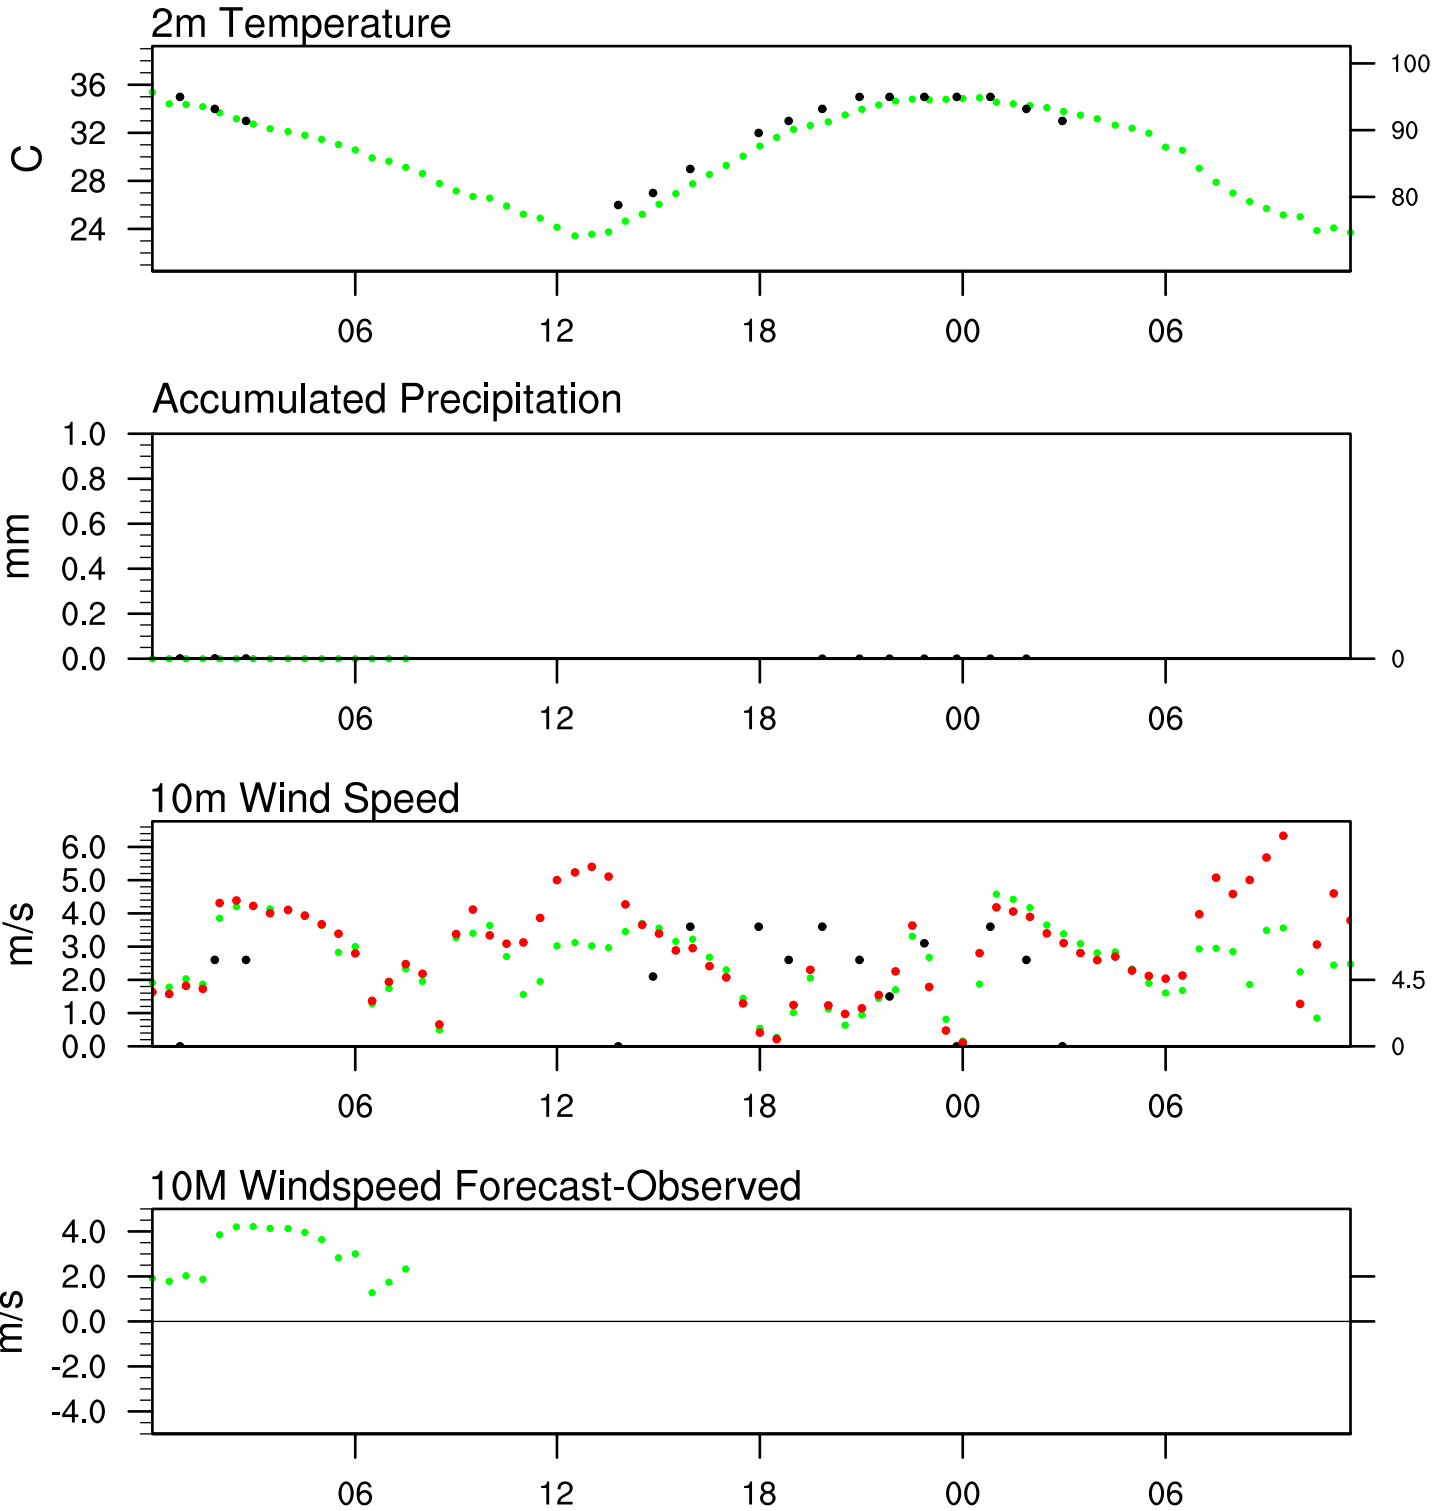 2m Temperature
36
32
28
24
C
100
90
80
06 12 18 00 06
Accumulated Precipitation
1.0
0.8
0.6
0.4
0.2
0.0
mm
0
06 12 18 00 06
10m Wind Speed
6.0
5.0
4.0
3.0
2.0
1.0
0.0
m/s
4.5
0
06 12 18 00 06
10M Windspeed Forecast-Observed
4.0
2.0
0.0
-2.0
-4.0
m/s
06 12 18 00 06